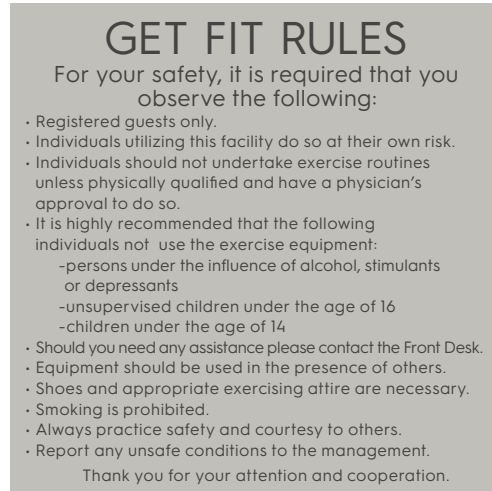 GET FIT RULES
For your safety, it is required that you
observe the following:
• Registered guests only.
• Individuals utilizing this facility do so at their own risk.
• Individuals should not undertake exercise routines
unless physically qualified and have a physician's
approval to do so.
• It is highly recommended that the following
individuals not  use the exercise equipment:
-persons under the influence of alcohol, stimulants
or depressants
-unsupervised children under the age of 16
-children under the age of 14
• Should you need any assistance please contact the Front Desk.
• Equipment should be used in the presence of others.
• Shoes and appropriate exercising attire are necessary.
• Smoking is prohibited.
• Always practice safety and courtesy to others.
• Report any unsafe conditions to the management.
Thank you for your attention and cooperation.